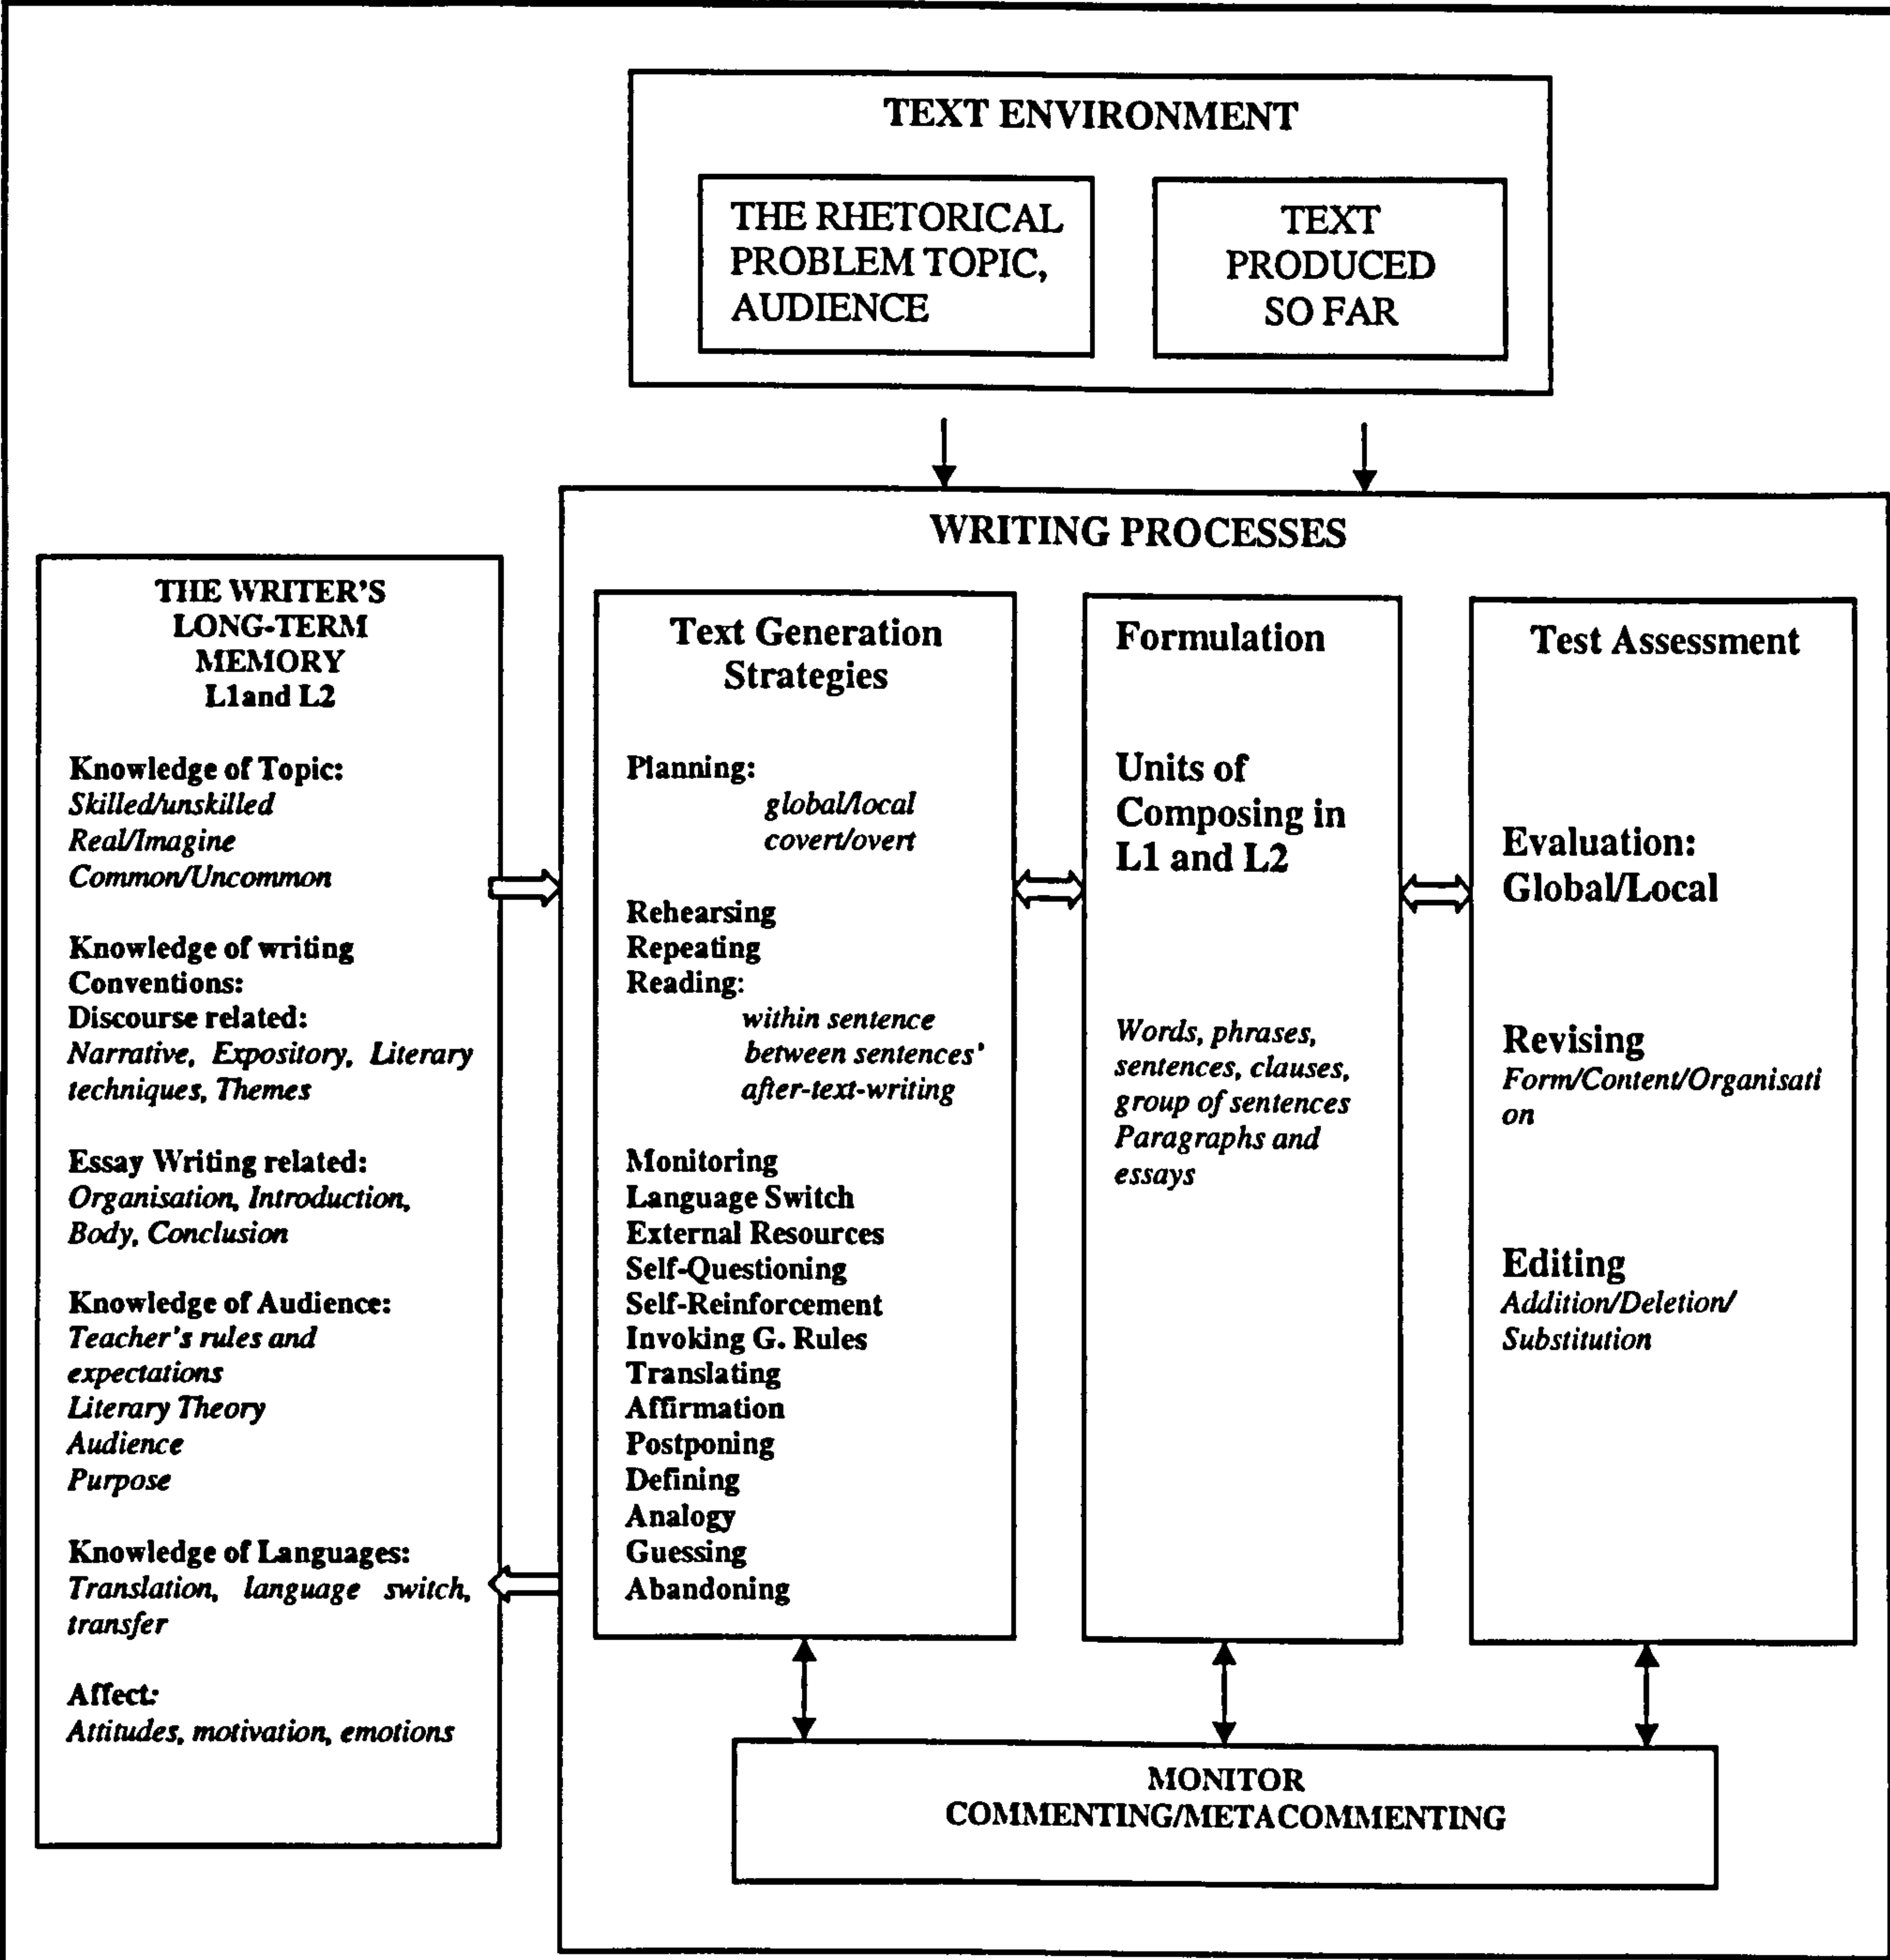 TEXT ENVIRONMENT
THE RHETORICAL
PROBLEM TOPIC,
AUDIENCE
TEXT
PRODUCED
SO FAR
WRITING PROCESSES
THE WRITER'S
LONG-TERM
MEMORY
L1and L2
Knowledge of Topic:
Skilled/unskilled
Real/Imagine
Common/Uncommon
Knowledge of writing
Conventions:
Discourse related:
Narrative, Expository, Literary
techniques, Themes
Essay Writing related:
Organisation, Introduction,
Body, Conclusion
Knowledge of Audience:
Teacher's rules and
expectations
Literary Theory
Audience
Purpose
Knowledge of Languages:
Translation, language switch,
transfer
Affect:
Attitudes, motivation, emotions
Text Generation
Strategies
Planning:
global/local
covert/overt
Rehearsing
Repeating
Reading:
within sentence
between sentences'
after-text-writing
Monitoring
Language Switch
External Resources
Self-Questioning
Self-Reinforcement
Invoking G. Rules
Translating
Affirmation
Postponing
Defining
Analogy
Guessing
Abandoning
Formulation
Units of
Composing in
L1 and L2
Words, phrases,
sentences, clauses,
group of sentences
Paragraphs and
essays
Test Assessment
Evaluation:
Global/Local
Revising
Form/Content/Organisati
on
Editing
Addition/Deletion/
Substitution
MONITOR
COMMENTING/METACOMMENTING